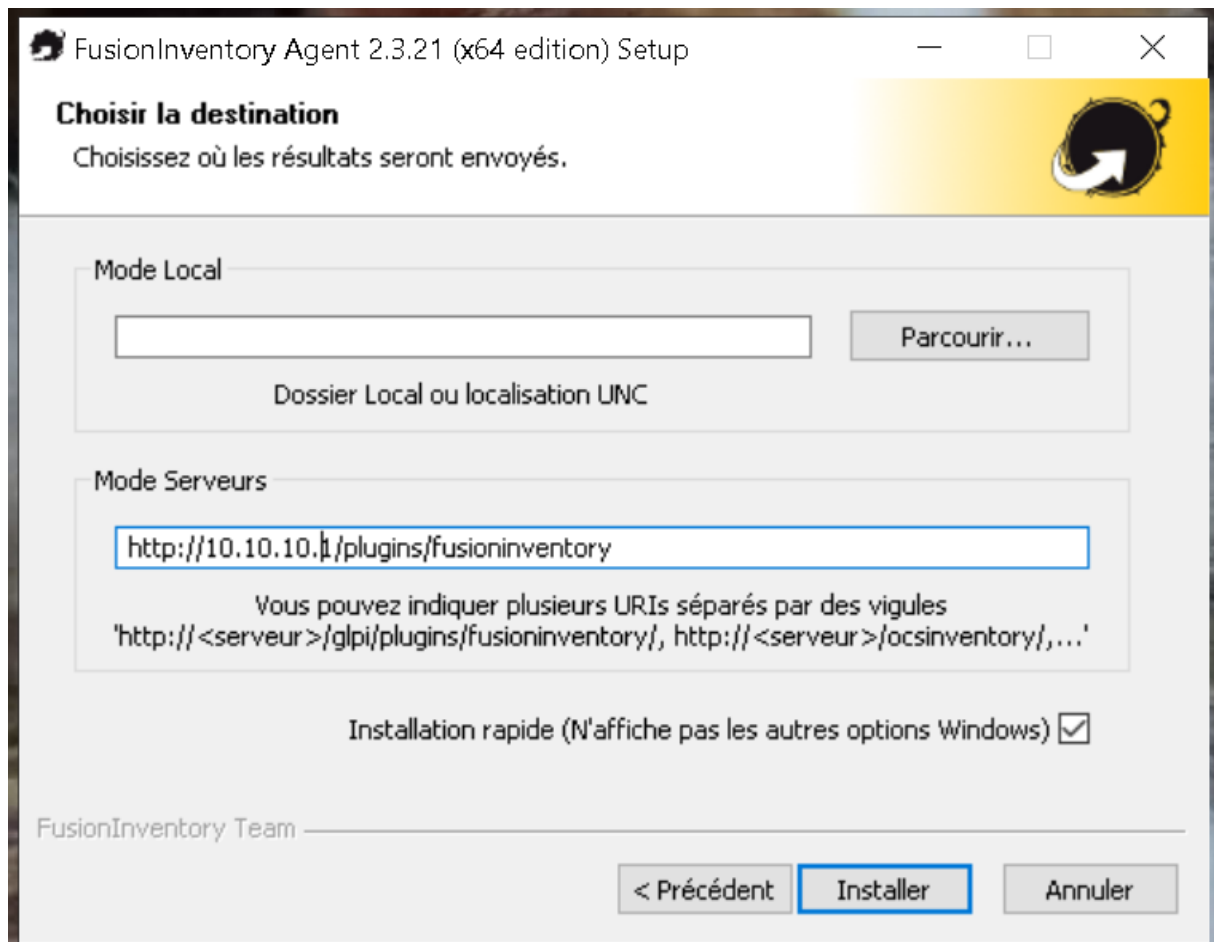 FusionInventory Agent 2.3.21 (x64 edition) Setup
Choisir la destination
Choisissez où les résultats seront envoyés.
Mode Local
Parcourir...
Dossier Local ou localisation UNC
Mode Serveurs
http://10.10.10.1/plugins/fusioninventory
Vous pouvez indiquer plusieurs URIs séparés par des vigules
'http://<serveur>/glpi/plugins/fusioninventory/, http://<serveur>/ocsinventory/,...'
Installation rapide (N'affiche pas les autres options Windows)
FusionInventory Team
< Précédent Installer Annuler